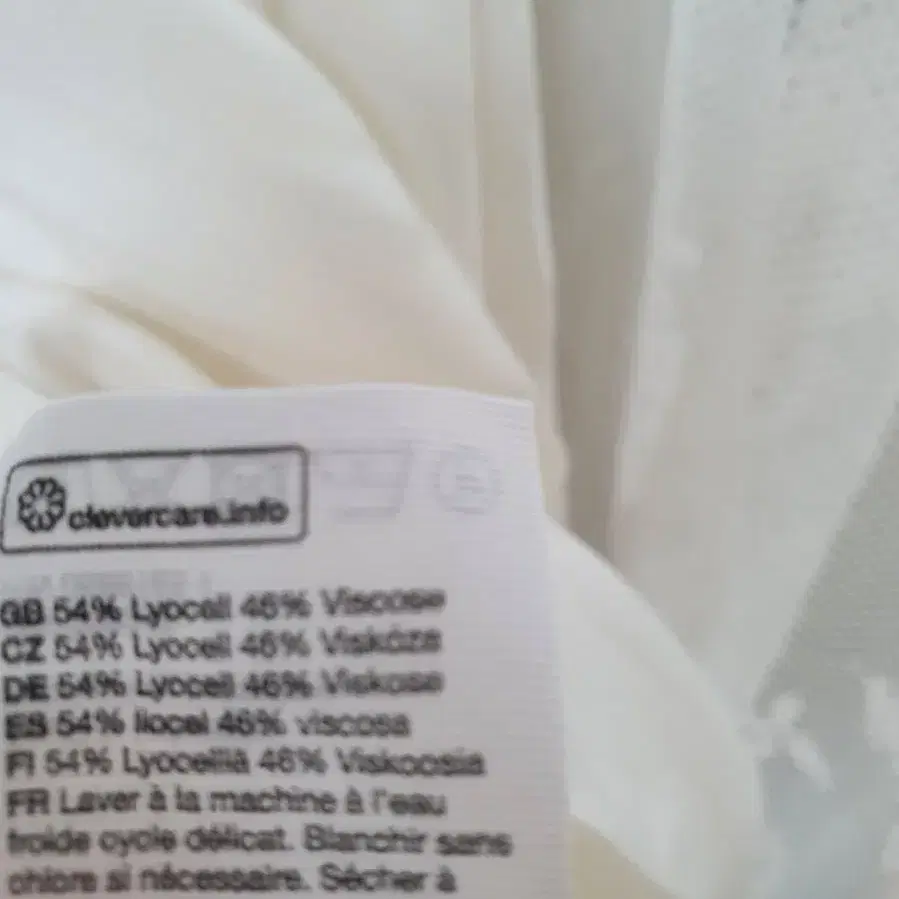 clevercare.info
GB 54% Lyocell 46% Viscose
CZ 54% Lyocell 46% Viskóza
DE 54% Lyocell 46% Viskose
ES 54% liocel 46% viscosa
FI 54% Lyocellià 46% Viskoosia
FR Laver à la machine à l'eau
froide cycle délicat. Blanchir sans
chlore si nécessaire. Sécher à